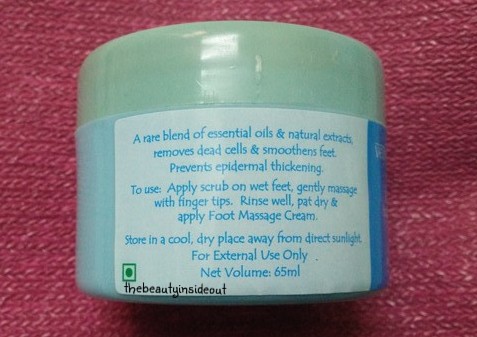 A rare blend of essential oils & natural extracts,
removes dead cells & smoothens feet.
Prevents epidermal thickening.
To use: Apply scrub on wet feet, gently massage
with finger tips. Rinse well, pat dry &
apply Foot Massage Cream.
Store in a cool, dry place away from direct sunlight.
For External Use Only .
Net Volume: 65ml
thebeautyinsideout